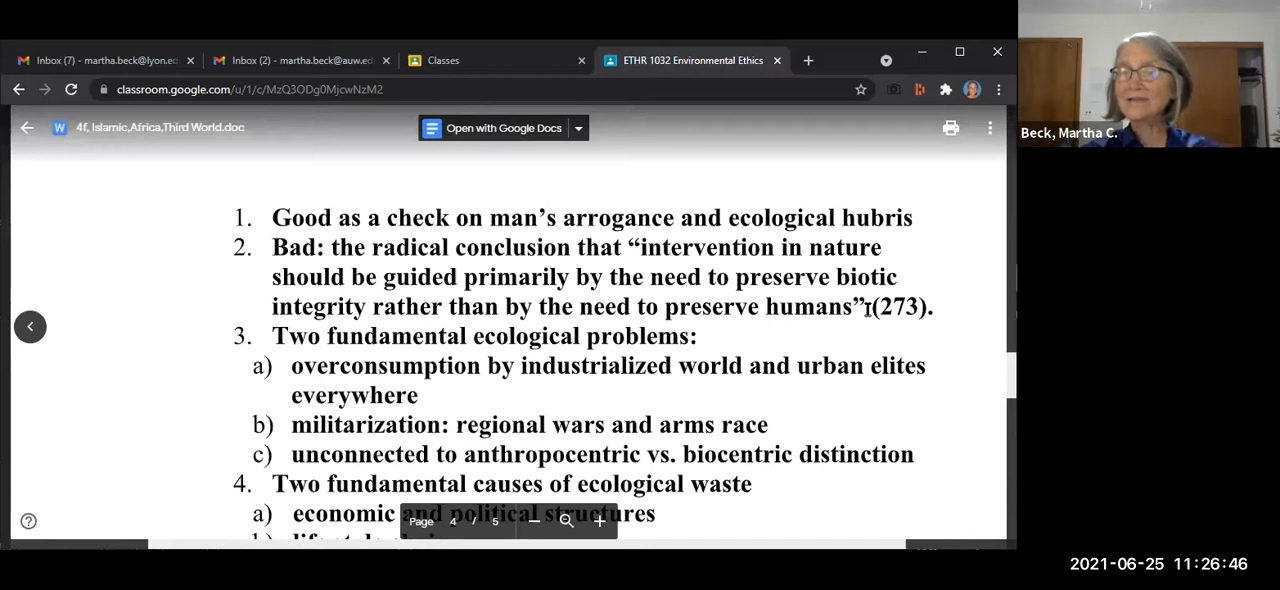 Inbox (7) - martha.beck@lyon.ed
Inbox (2) - martha.beck@auw.ed
Classes
ETHR 1032 Environmental Ethics
classroom.google.com/u/1/c/MzQ3ODg0MjcwNzM2
4f, Islamic,Africa,Third World.doc
Open with Google Docs
Beck, Martha C.
1. Good as a check on man's arrogance and ecological hubris
2. Bad: the radical conclusion that “intervention in nature
should be guided primarily by the need to preserve biotic
integrity rather than by the need to preserve humans” (273).
3. Two fundamental ecological problems:
a) overconsumption by industrialized world and urban elites
everywhere
b) militarization: regional wars and arms race
c) unconnected to anthropocentric vs. biocentric distinction
4. Two fundamental causes of ecological waste
a) economic and political structures
Page 4 / 5
2021-06-25 11:26:46